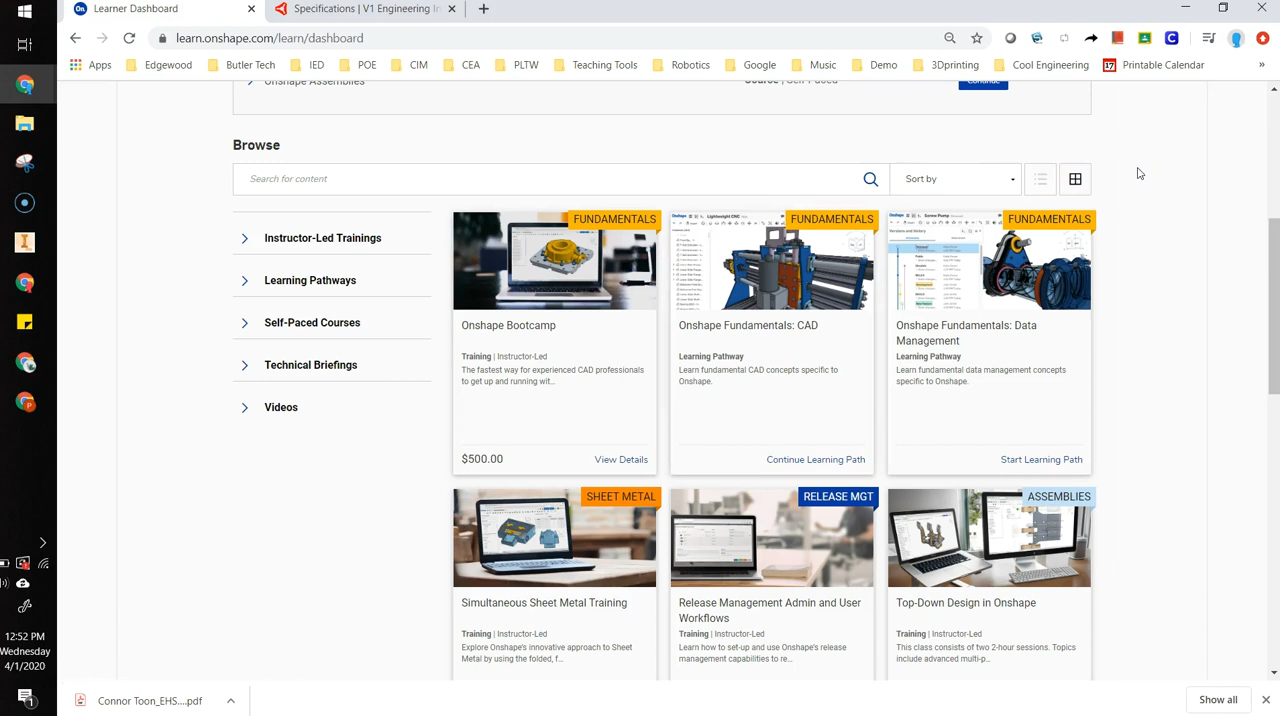 Learner Dashboard
Specifications | V1 Engineering In
learn.onshape.com/learn/dashboard
Apps Edgewood Butler Tech IED POE CIM CEA PLTW Teaching Tools Robotics Google Music Demo 3Dprinting Cool Engineering Printable Calendar »
Onshape Assemblies Source | Self-Paced Continue
Browse
Search for content
Sort by
Instructor-Led Trainings
Learning Pathways
Self-Paced Courses
Technical Briefings
Videos
FUNDAMENTALS
Onshape Bootcamp
Training | Instructor-Led
The fastest way for experienced CAD professionals
to get up and running wit...
$500.00 View Details
FUNDAMENTALS
Onshape Fundamentals: CAD
Learning Pathway
Learn fundamental CAD concepts specific to
Onshape.
Continue Learning Path
FUNDAMENTALS
Onshape Fundamentals: Data
Management
Learning Pathway
Learn fundamental data management concepts
specific to Onshape.
Start Learning Path
SHEET METAL
Simultaneous Sheet Metal Training
Training | Instructor-Led
Explore Onshape's innovative approach to Sheet
Metal by using the folded, f...
RELEASE MGT
Release Management Admin and User
Workflows
Training | Instructor-Led
Learn how to set-up and use Onshape's release
management capabilities to re...
ASSEMBLIES
Top-Down Design in Onshape
Training | Instructor-Led
This class consists of two 2-hour sessions. Topics
include advanced multi-p...
12:52 PM
Wednesday
4/1/2020
Connor Toon_EHS....pdf
Show all